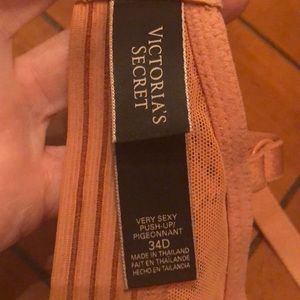 VICTORIA'S
SECRET
VERY SEXY
PUSH-UP/
PIGEONNANT
34D
MADE IN THAILAND
FAIT EN THAÏLANDE
HECHO EN TAILANDIA